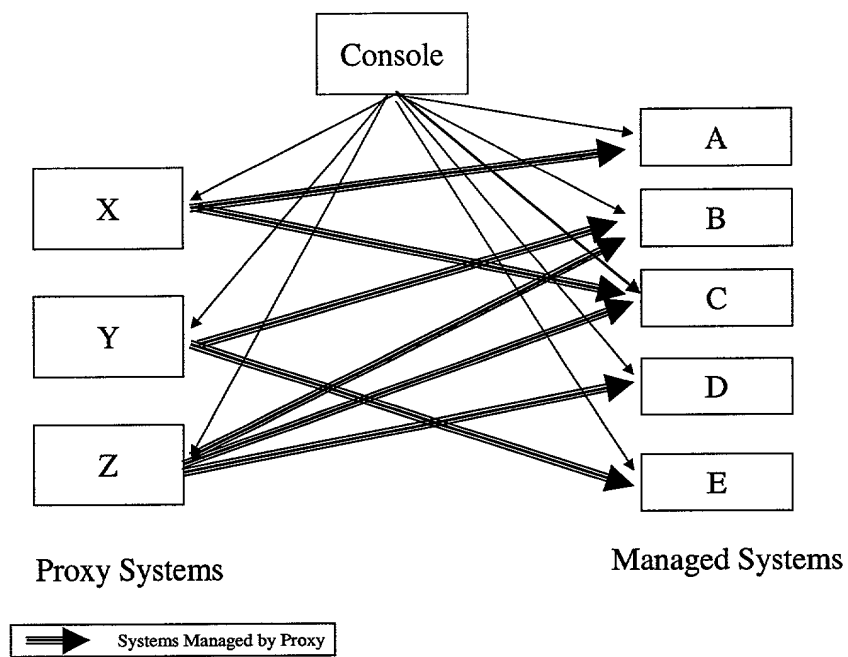 Console
A
X
B
C
Y
D
Z
E
Proxy Systems
Managed Systems
Systems Managed by Proxy